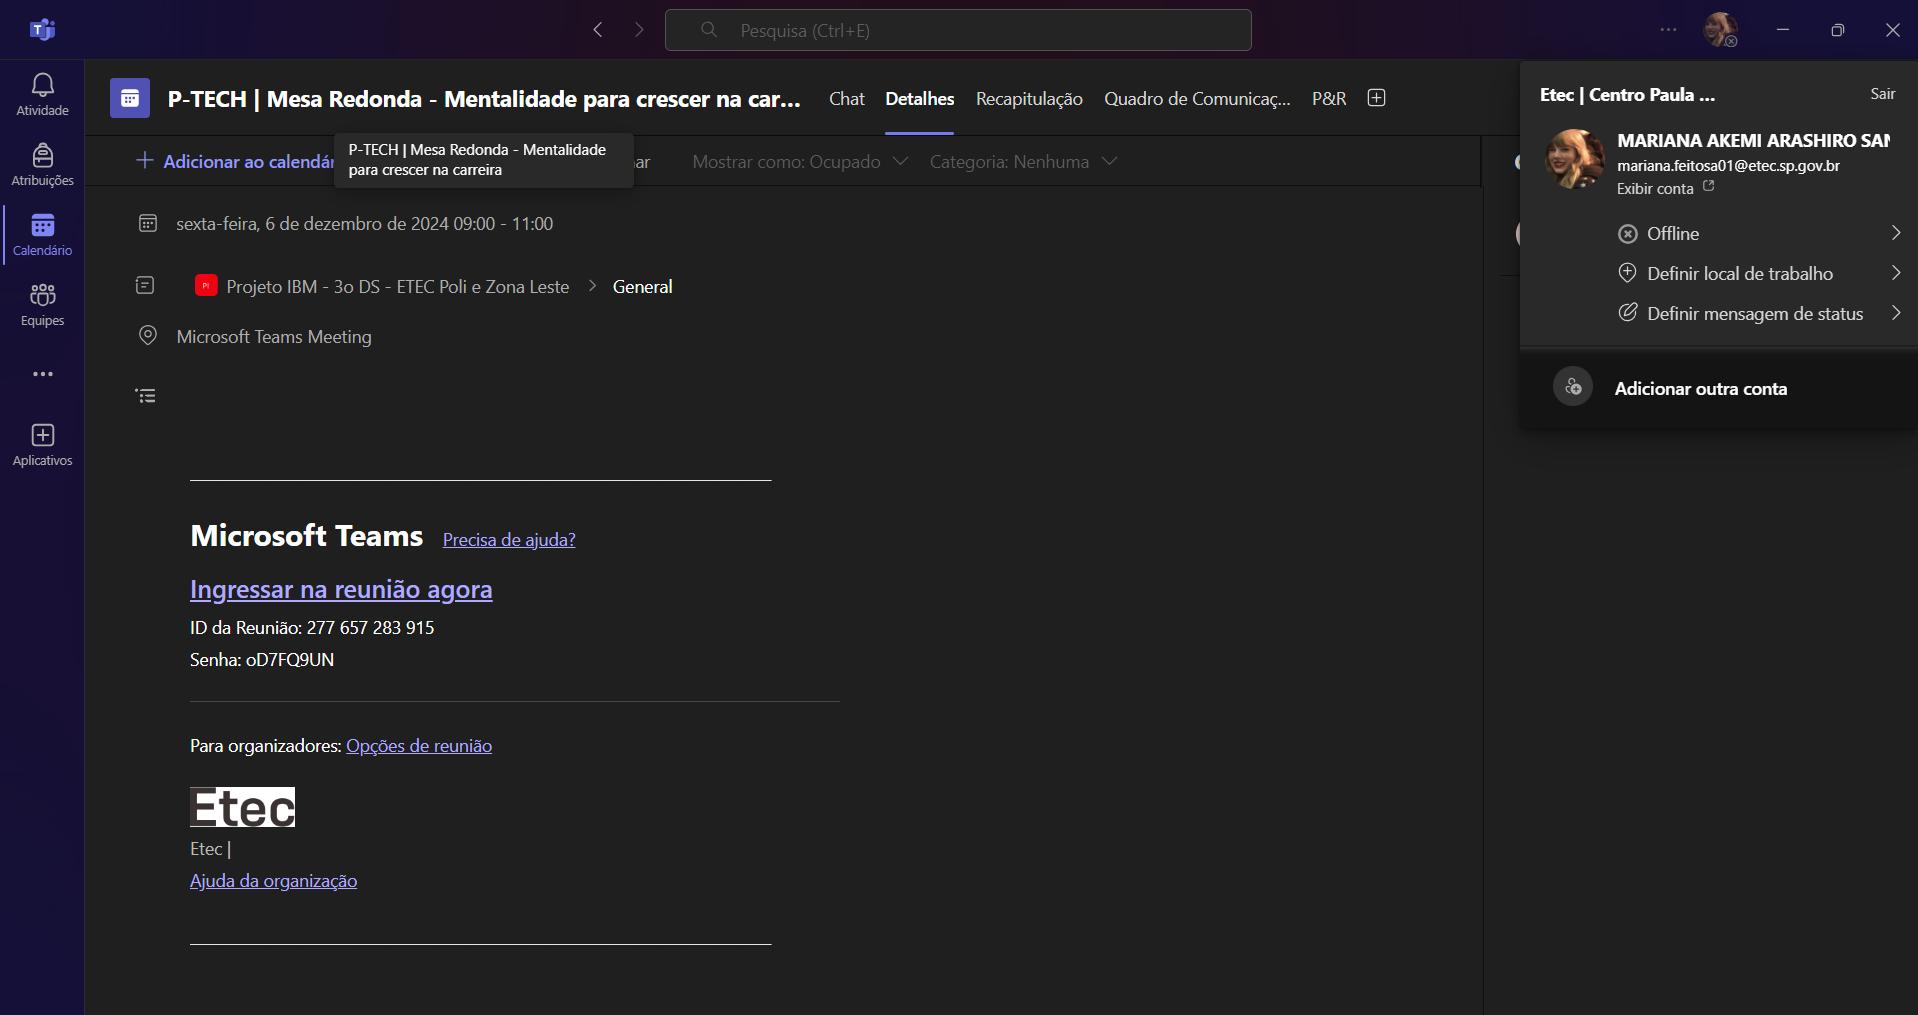 Pesquisa (Ctrl+E)
Atividade
Atribuições
Calendário
Equipes
Aplicativos
P-TECH | Mesa Redonda - Mentalidade para crescer na car...
Chat
Detalhes
Recapitulação
Quadro de Comunicaç...
P&R
Adicionar ao calendár
P-TECH | Mesa Redonda - Mentalidade
para crescer na carreira
ar
Mostrar como: Ocupado
Categoria: Nenhuma
sexta-feira, 6 de dezembro de 2024 09:00 - 11:00
PI
Projeto IBM - 3o DS - ETEC Poli e Zona Leste > General
Microsoft Teams Meeting
Microsoft Teams Precisa de ajuda?
Ingressar na reunião agora
ID da Reunião: 277 657 283 915
Senha: oD7FQ9UN
Para organizadores: Opções de reunião
Etec
Etec |
Ajuda da organização
Etec | Centro Paula ...
Sair
MARIANA AKEMI ARASHIRO SAN
mariana.feitosa01@etec.sp.gov.br
Exibir conta
Offline
Definir local de trabalho
Definir mensagem de status
Adicionar outra conta